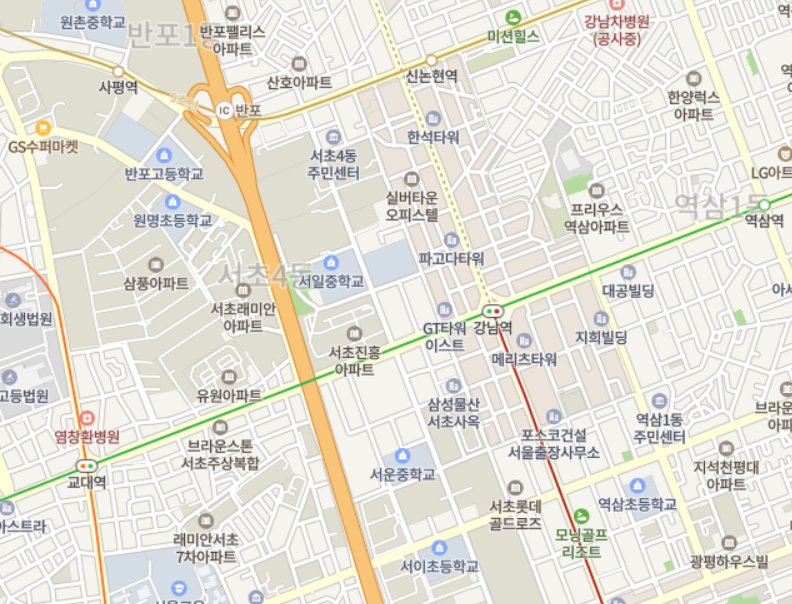 원촌중학교
반포1동
반포팰리스
아파트
미션힐스
강남차병원
(공사중)
산호아파트
신논현역
사평역
한양럭스
아파트
IC 반포
GS수퍼마켓
한석타워
서초4동
주민센터
반포고등학교
LG아트
실버타운
오피스텔
원명초등학교
프리우스
역삼아파트
역삼1동
역삼역
파고다타워
서초4동
서일중학교
삼풍아파트
대공빌딩
서초래미안
아파트
회생법원
GT타워
이스트
강남역
지희빌딩
서초진흥
아파트
메리츠타워
고등법원
유원아파트
삼성물산
서초사옥
역삼1동
주민센터
염창환병원
브라운스톤
서초주상복합
포스코건설
서울출장사무소
서운중학교
지석천평대
아파트
교대역
서초롯데
골드로즈
역삼초등학교
아스트라
래미안서초
7차아파트
모닝골프
리조트
광평하우스빌
서이초등학교